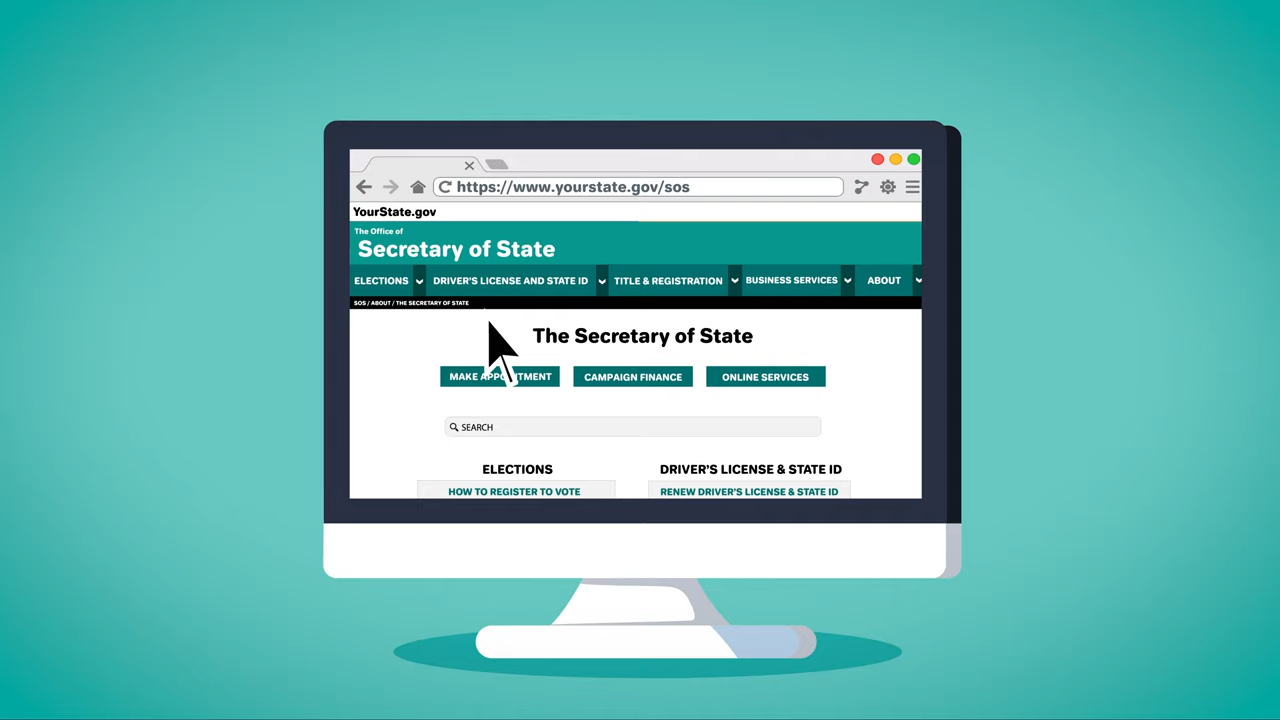 https://www.yourstate.gov/sos
YourState.gov
The Office of
Secretary of State
ELECTIONS DRIVER'S LICENSE AND STATE ID TITLE & REGISTRATION BUSINESS SERVICES ABOUT
SOS / ABOUT / THE SECRETARY OF STATE
The Secretary of State
MAKE APPOINTMENT CAMPAIGN FINANCE ONLINE SERVICES
SEARCH
ELECTIONS DRIVER'S LICENSE & STATE ID
HOW TO REGISTER TO VOTE RENEW DRIVER'S LICENSE & STATE ID